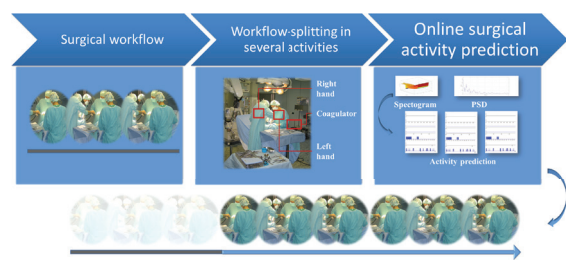 Surgical workflow
Workflow-splitting in
several activities
Online surgical
activity prediction
Right
hand
Coagulator
Left
hand
Spectogram
PSD
Activity prediction